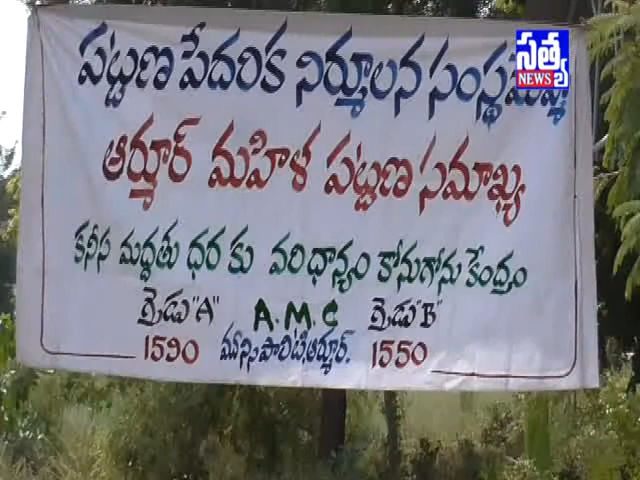 సత్య
NEWS
పట్టణ పేదరిక నిర్మూలన సంస్థ
ఆర్మూర్ మహిళ పట్టణ సమాఖ్య
కనీస మద్దతు ధర కు వరిధాన్యం కోనుగోను కేంద్రం
గ్రేడు "A" A.M.C గ్రేడు "B"
1590 మున్సిపాలిటి, ఆర్మూర్. 1550